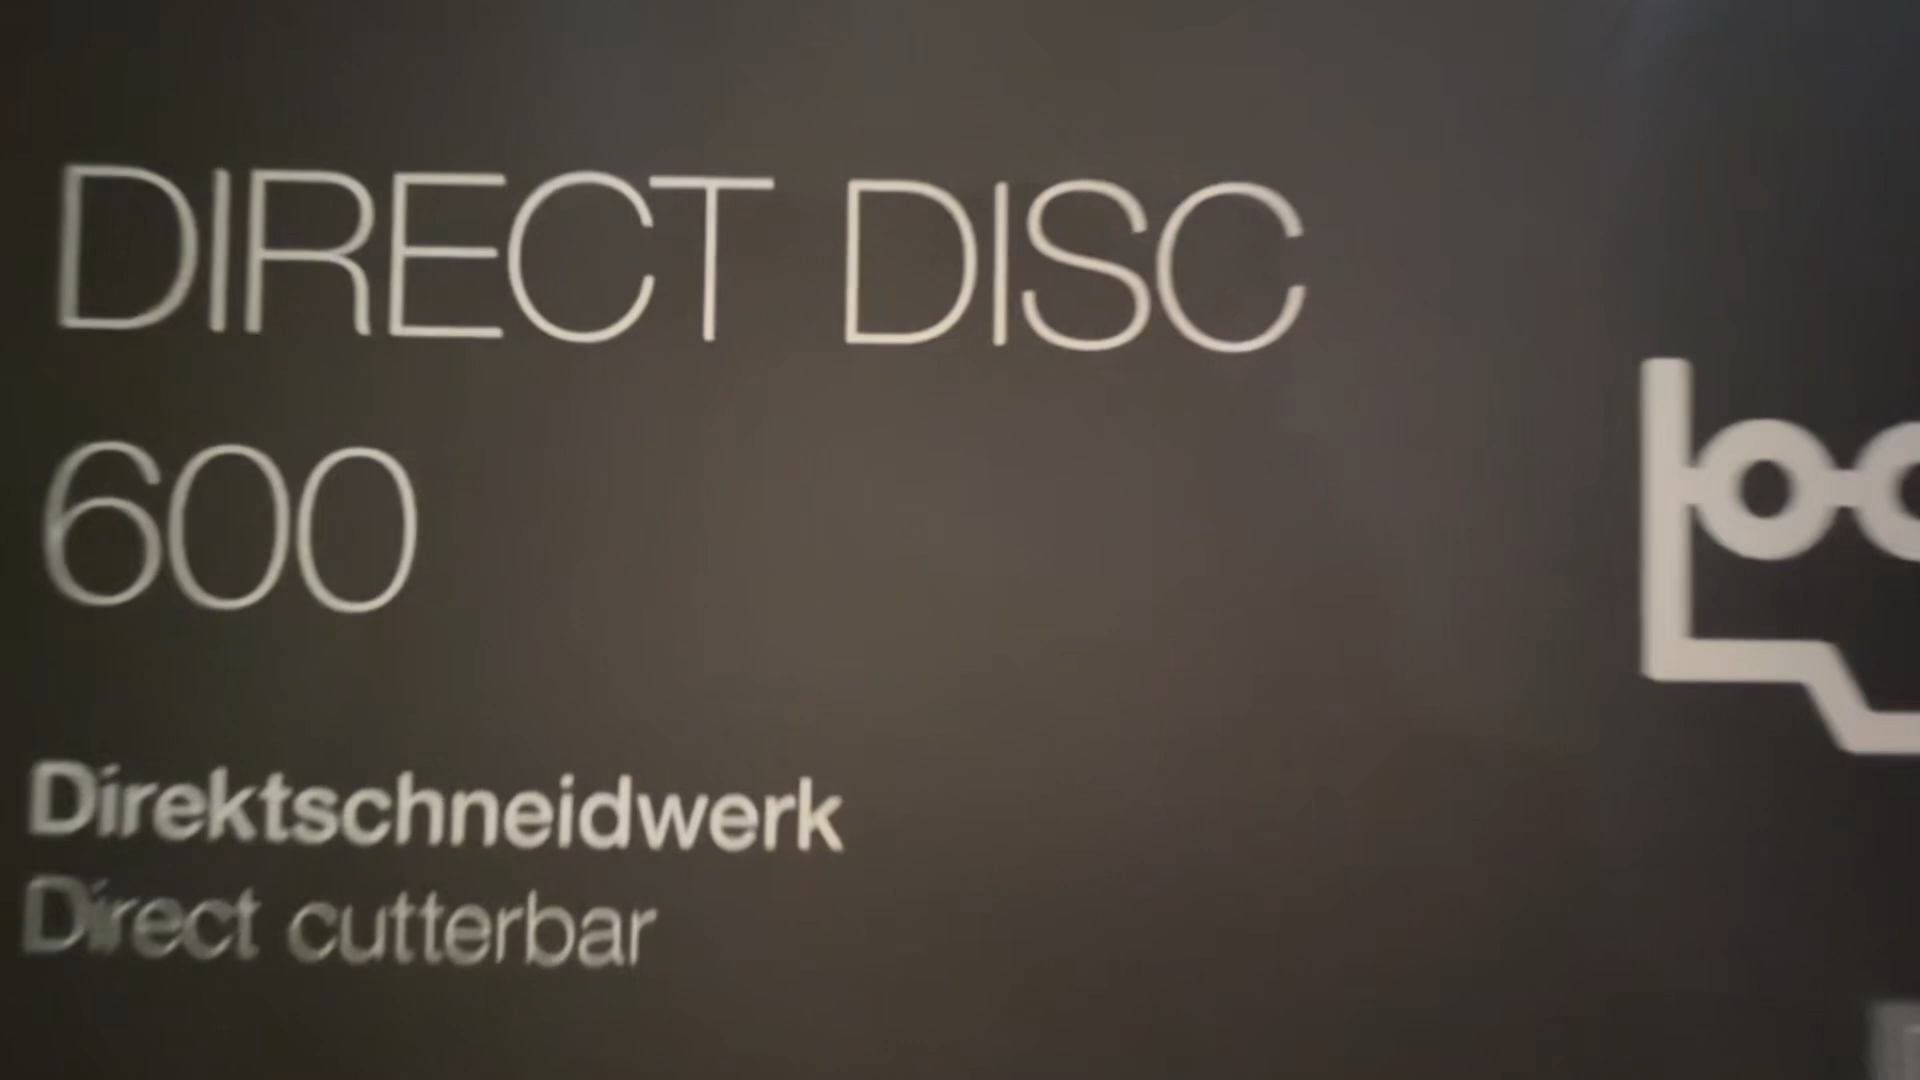 DIRECT DISC
600
Direktschneidwerk
Direct cutterbar